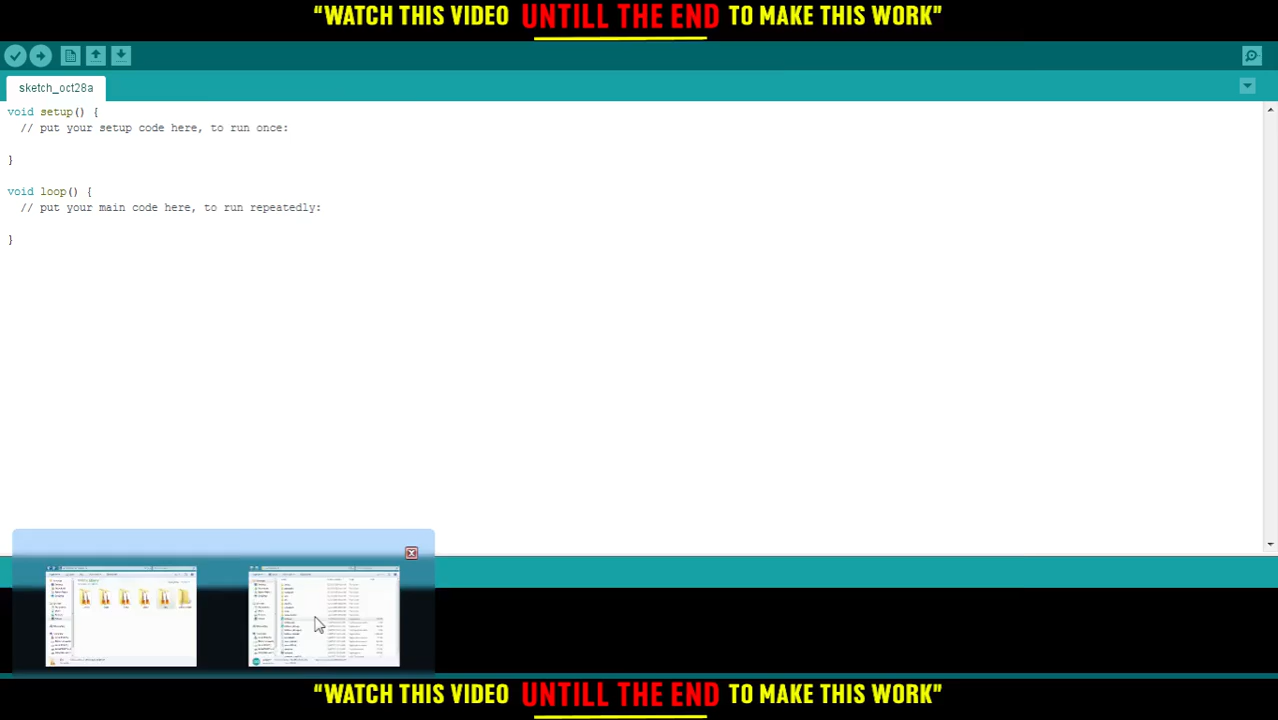 “WATCH THIS VIDEO UNTILL THE END TO MAKE THIS WORK”
sketch_oct28a
void setup() {
// put your setup code here, to run once:
}
void loop() {
// put your main code here, to run repeatedly:
}
“WATCH THIS VIDEO UNTILL THE END TO MAKE THIS WORK”